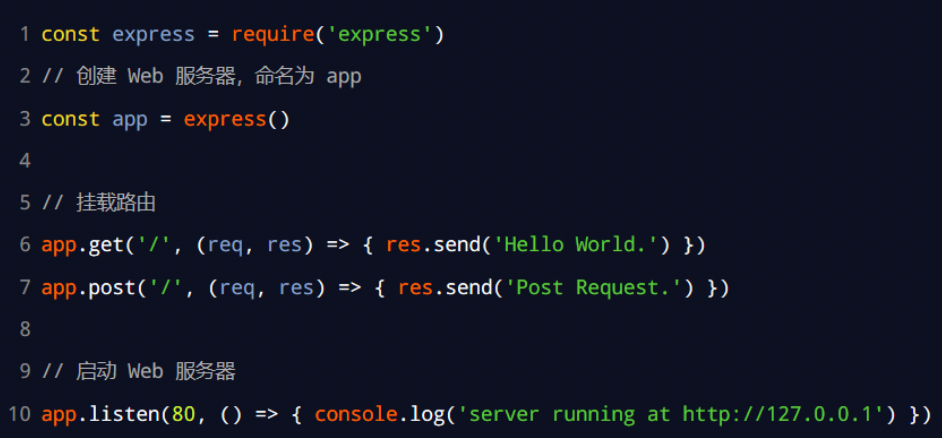 1 const express = require('express')
2 // 创建 Web 服务器，命名为 app
3 const app = express()
4
5 // 挂载路由
6 app.get('/', (req, res) => { res.send('Hello World.') })
7 app.post('/', (req, res) => { res.send('Post Request.') })
8
9 // 启动 Web 服务器
10 app.listen(80, () => { console.log('server running at http://127.0.0.1') })